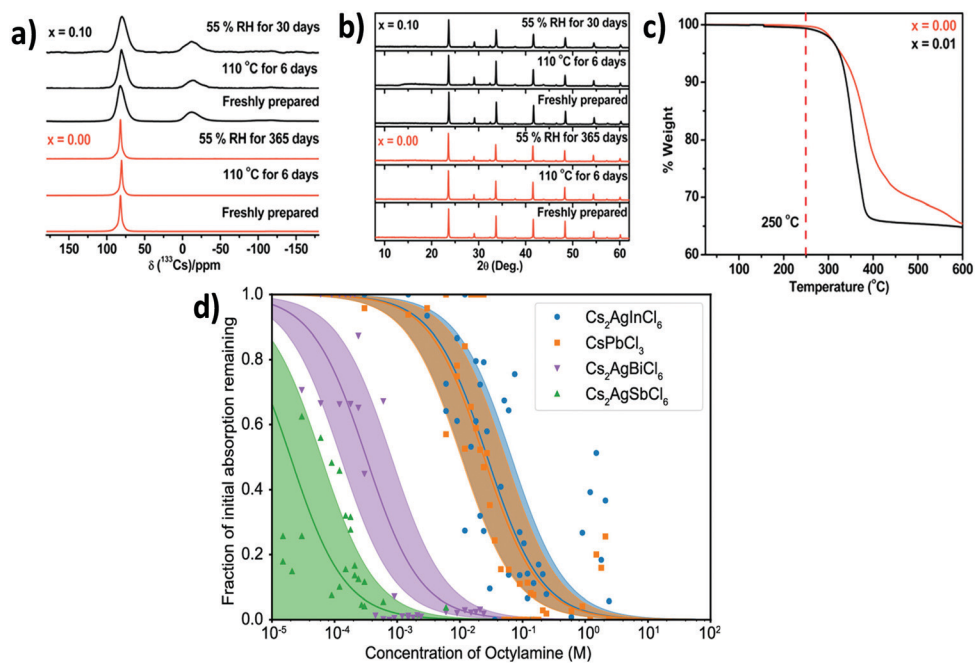 a)
x = 0.10
55 % RH for 30 days
110 °C for 6 days
Freshly prepared
x = 0.00
55 % RH for 365 days
110 °C for 6 days
Freshly prepared
150 100 50 0 -50 -100 -150
δ (¹³³Cs)/ppm
b)
x = 0.10
55 % RH for 30 days
110 °C for 6 days
Freshly prepared
x = 0.00
55 % RH for 365 days
110 °C for 6 days
Freshly prepared
10 20 30 40 50 60
2θ (Deg.)
c)
x = 0.00
x = 0.01
% Weight
100
90
80
70
60
250 °C
100 200 300 400 500 600
Temperature (°C)
d)
Fraction of initial absorption remaining
1.0
0.8
0.6
0.4
0.2
0.0
Cs₂AgInCl₆
CsPbCl₃
Cs₂AgBiCl₆
Cs₂AgSbCl₆
10⁻⁵ 10⁻⁴ 10⁻³ 10⁻² 10⁻¹ 10⁰ 10¹ 10²
Concentration of Octylamine (M)